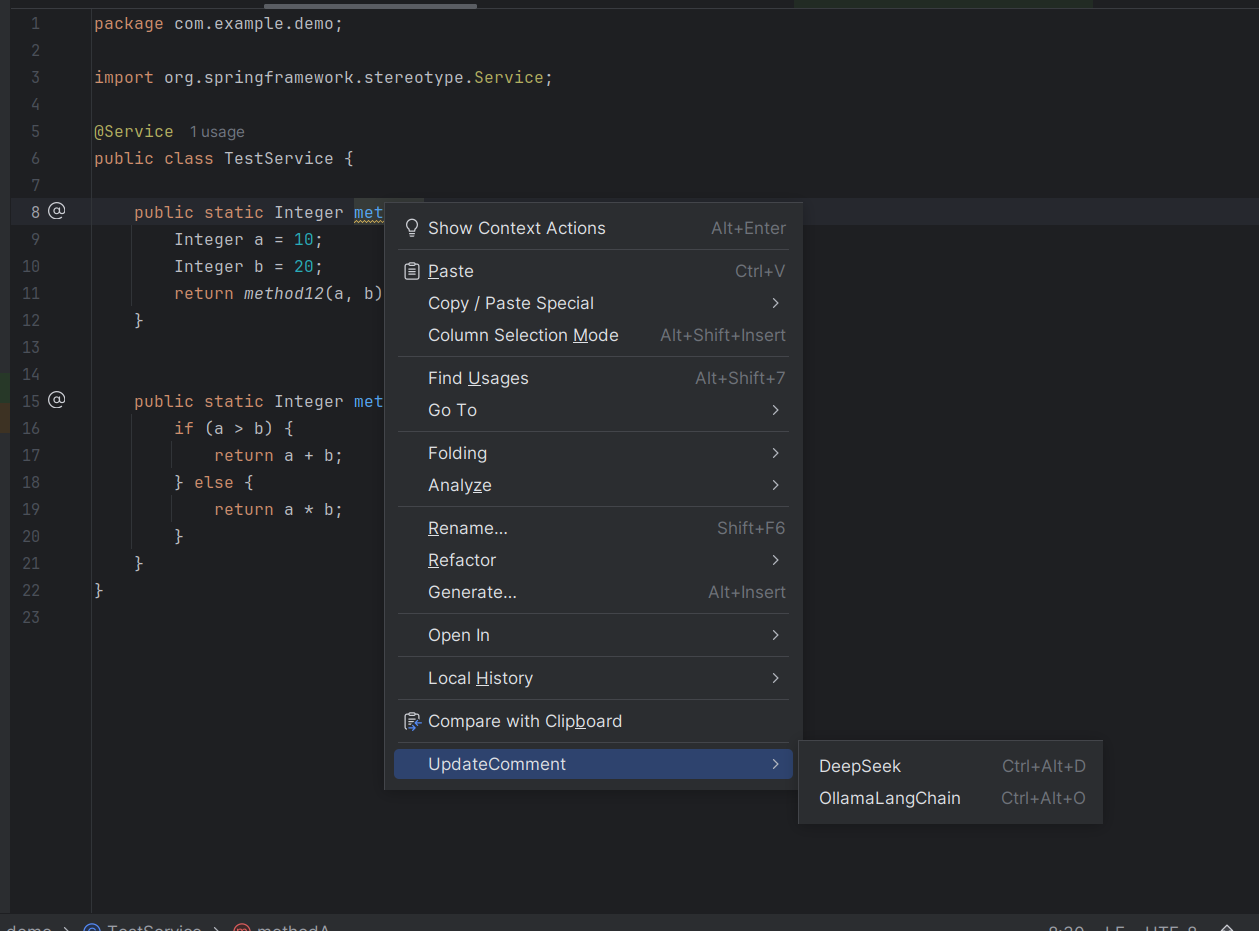 1 package com.example.demo;
2
3 import org.springframework.stereotype.Service;
4
5 @Service 1 usage
6 public class TestService {
7
8 public static Integer met
9 Integer a = 10;
10 Integer b = 20;
11 return method12(a, b)
12 }
13
14
15 public static Integer met
16 if (a > b) {
17 return a + b;
18 } else {
19 return a * b;
20 }
21 }
22 }
23
Show Context Actions Alt+Enter
Paste Ctrl+V
Copy / Paste Special
Column Selection Mode Alt+Shift+Insert
Find Usages Alt+Shift+7
Go To
Folding
Analyze
Rename... Shift+F6
Refactor
Generate... Alt+Insert
Open In
Local History
Compare with Clipboard
UpdateComment
DeepSeek Ctrl+Alt+D
OllamaLangChain Ctrl+Alt+O
demo > TestService > methodA LF UTF-8